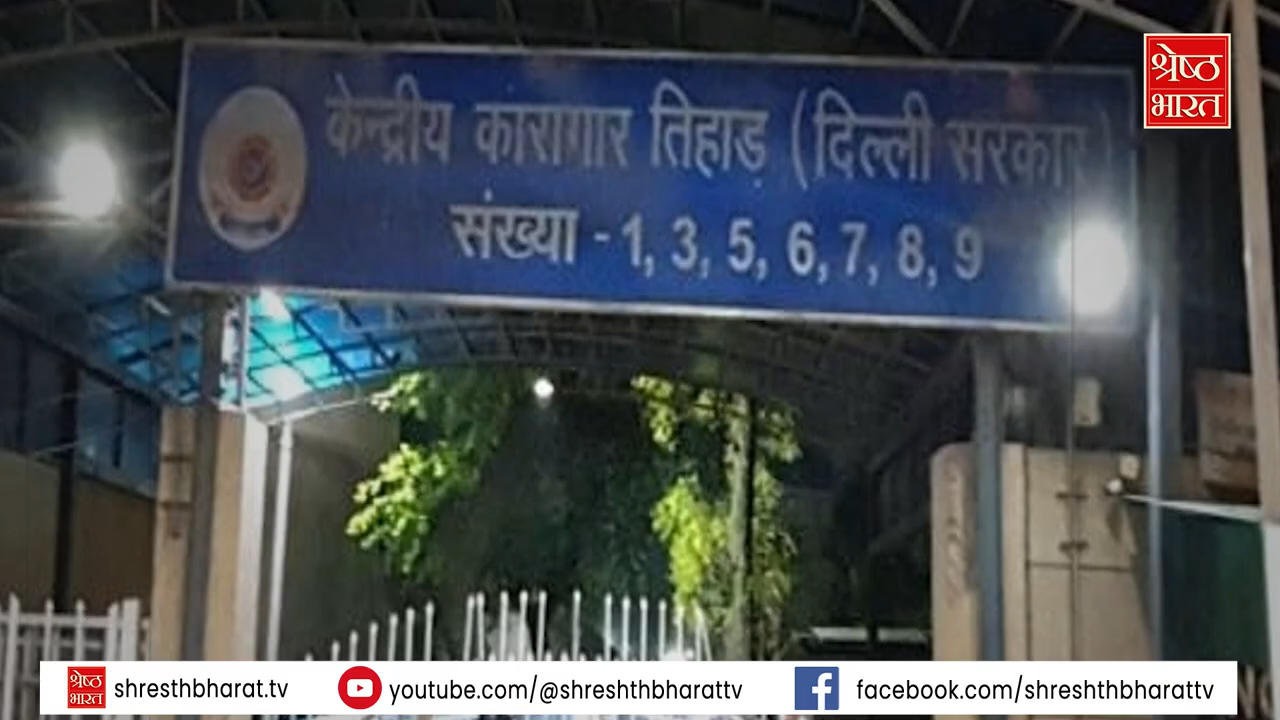 श्रेष्ठ
भारत
केन्द्रीय कारागार तिहाड़ (दिल्ली सरकार)
संख्या - 1, 3, 5, 6, 7, 8, 9
श्रेष्ठ
भारत
shresthbharat.tv
youtube.com/@shreshthbharattv
facebook.com/shreshthbharattv